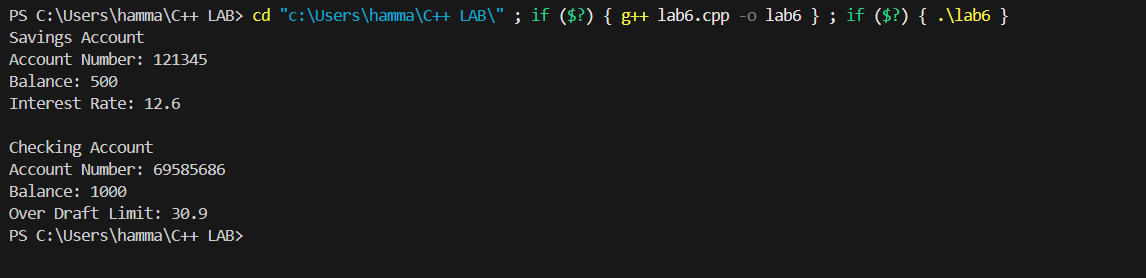 PS C:\Users\hamma\C++ LAB> cd "c:\Users\hamma\C++ LAB\" ; if ($?) { g++ lab6.cpp -o lab6 } ; if ($?) { .\lab6 }
Savings Account
Account Number: 121345
Balance: 500
Interest Rate: 12.6
Checking Account
Account Number: 69585686
Balance: 1000
Over Draft Limit: 30.9
PS C:\Users\hamma\C++ LAB>